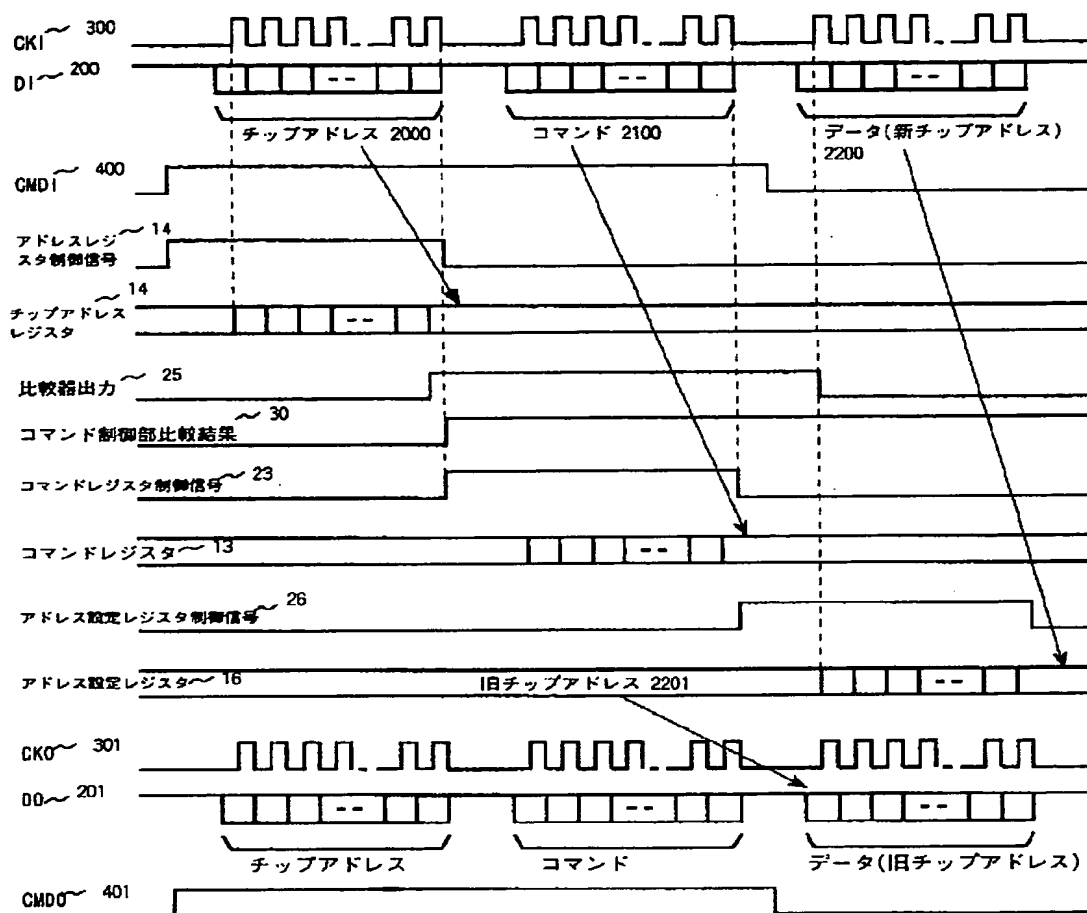 CKI 300
DI 200
チップアドレス 2000
コマンド 2100
データ(新チップアドレス)
2200
CMDI 400
アドレスレジ
スタ制御信号 14
チップアドレス
レジスタ 14
比較器出力 25
コマンド制御部比較結果 30
コマンドレジスタ制御信号 23
コマンドレジスタ 13
アドレス設定レジスタ制御信号 26
アドレス設定レジスタ 16
旧チップアドレス 2201
CKO 301
DO 201
チップアドレス
コマンド
データ(旧チップアドレス)
CMDO 401